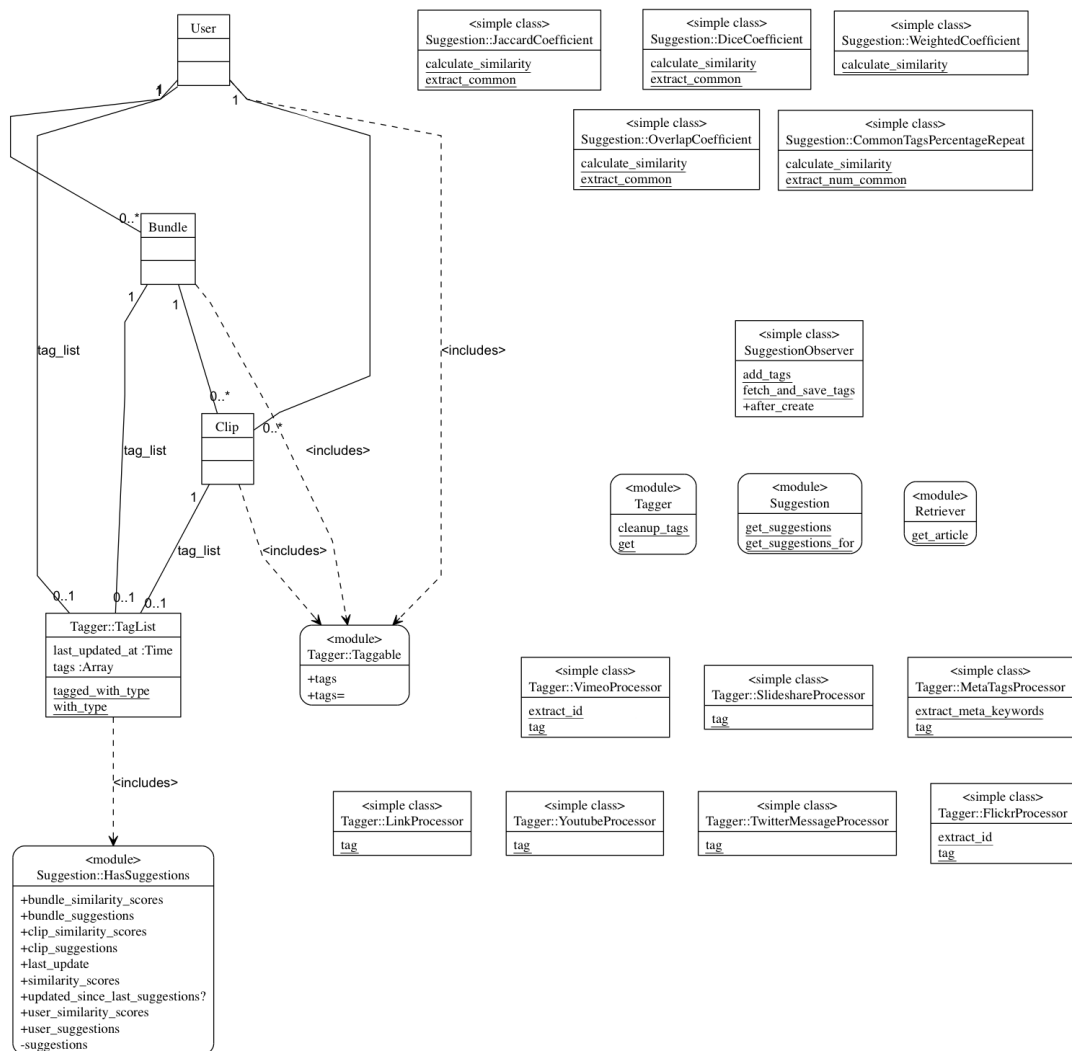 User
<simple class>
Suggestion::JaccardCoefficient
calculate_similarity
extract_common
<simple class>
Suggestion::DiceCoefficient
calculate_similarity
extract_common
<simple class>
Suggestion::WeightedCoefficient
calculate_similarity
1
1
1
<simple class>
Suggestion::OverlapCoefficient
calculate_similarity
extract_common
<simple class>
Suggestion::CommonTagsPercentageRepeat
calculate_similarity
extract_num_common
0..*
Bundle
1
1
tag_list
<includes>
<simple class>
SuggestionObserver
add_tags
fetch_and_save_tags
+after_create
0..*
Clip
0..*
tag_list
<includes>
1
<module>
Tagger
cleanup_tags
get
<module>
Suggestion
get_suggestions
get_suggestions_for
<module>
Retriever
get_article
tag_list
<includes>
0..1
0..1
0..1
Tagger::TagList
last_updated_at :Time
tags :Array
tagged_with_type
with_type
<module>
Tagger::Taggable
+tags
+tags=
<simple class>
Tagger::VimeoProcessor
extract_id
tag
<simple class>
Tagger::SlideshareProcessor
tag
<simple class>
Tagger::MetaTagsProcessor
extract_meta_keywords
tag
<includes>
<simple class>
Tagger::LinkProcessor
tag
<simple class>
Tagger::YoutubeProcessor
tag
<simple class>
Tagger::TwitterMessageProcessor
tag
<simple class>
Tagger::FlickrProcessor
extract_id
tag
<module>
Suggestion::HasSuggestions
+bundle_similarity_scores
+bundle_suggestions
+clip_similarity_scores
+clip_suggestions
+last_update
+similarity_scores
+updated_since_last_suggestions?
+user_similarity_scores
+user_suggestions
-suggestions